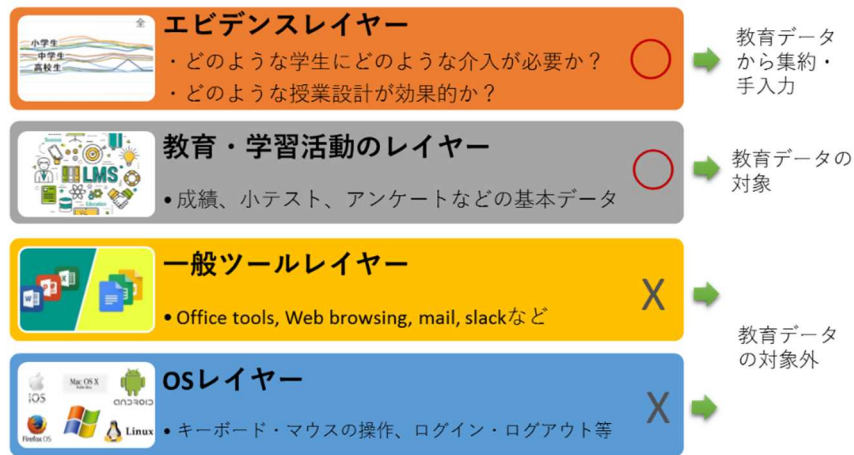 全
小学生
中学生
高校生
エビデンスレイヤー
・どのような学生にどのような介入が必要か？
・どのような授業設計が効果的か？
○
教育データ
から集約・
手入力
LMS
教育・学習活動のレイヤー
•成績、小テスト、アンケートなどの基本データ
○
教育データの
対象
一般ツールレイヤー
•Office tools, Web browsing, mail, slackなど
X
教育データ
の対象外
iOS
Mac OS X
ANDROID
Firefox OS
Linux
OSレイヤー
•キーボード・マウスの操作、ログイン・ログアウト等
X